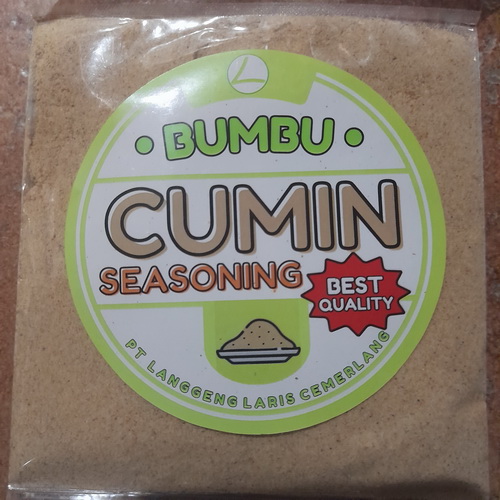 BUMBU
CUMIN
SEASONING
BEST
QUALITY
PT LANGGENG LARIS CEMERLANG